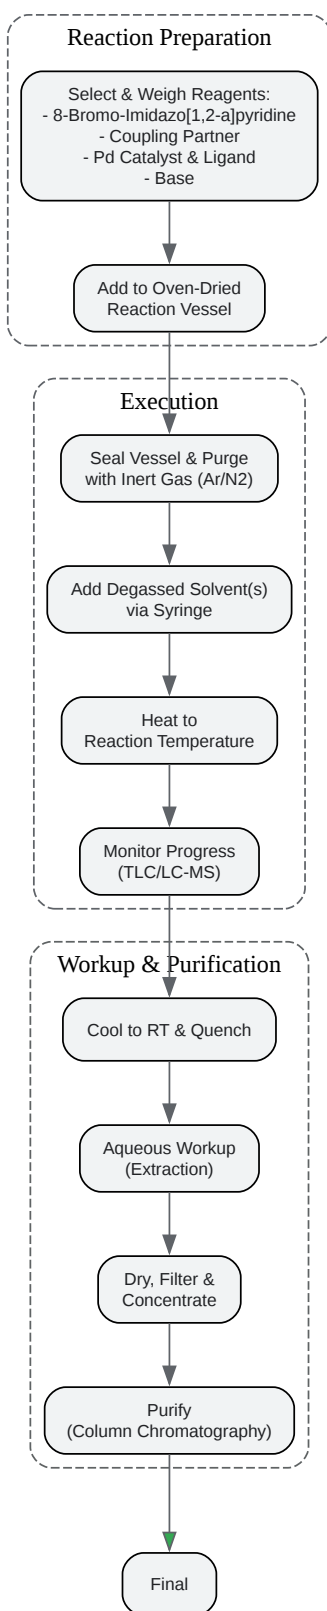 Reaction Preparation
Select & Weigh Reagents:
- 8-Bromo-Imidazo[1,2-a]pyridine
- Coupling Partner
- Pd Catalyst & Ligand
- Base
Add to Oven-Dried
Reaction Vessel
Execution
Seal Vessel & Purge
with Inert Gas (Ar/N2)
Add Degassed Solvent(s)
via Syringe
Heat to
Reaction Temperature
Monitor Progress
(TLC/LC-MS)
Workup & Purification
Cool to RT & Quench
Aqueous Workup
(Extraction)
Dry, Filter &
Concentrate
Purify
(Column Chromatography)
Final